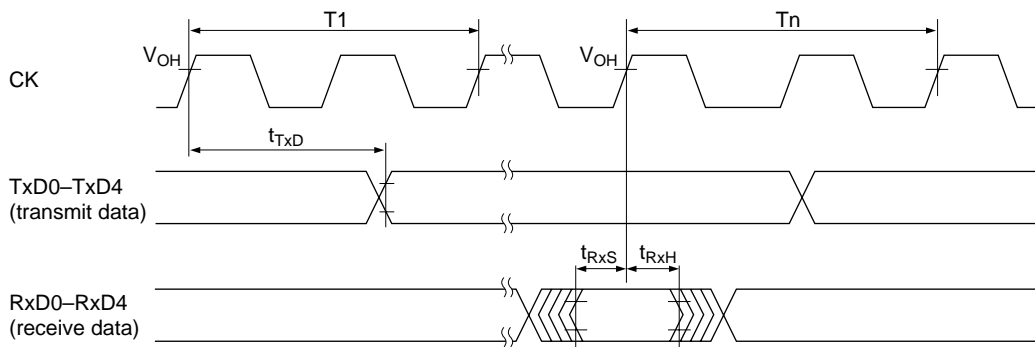 T1
Tn
VOH
VOH
CK
tTxD
TxD0–TxD4
(transmit data)
tRxS
tRxH
RxD0–RxD4
(receive data)